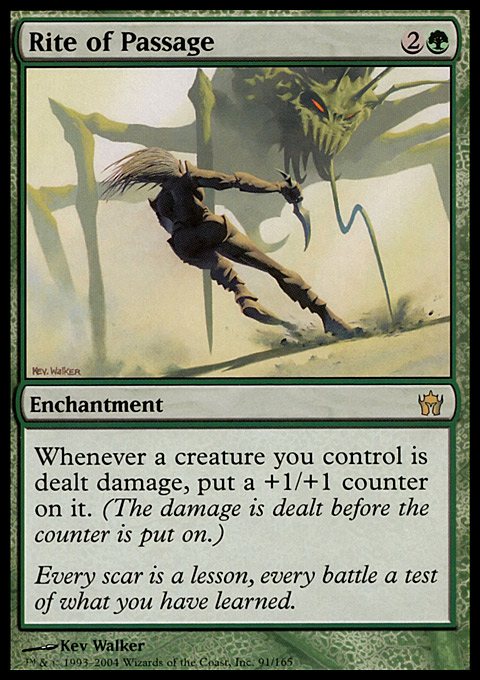 Rite of Passage 2
KEV. WALKER
Enchantment
Whenever a creature you control is
dealt damage, put a +1/+1 counter
on it. (The damage is dealt before the
counter is put on.)
Every scar is a lesson, every battle a test
of what you have learned.
Kev Walker
™ & © 1993-2004 Wizards of the Coast, Inc. 91/165